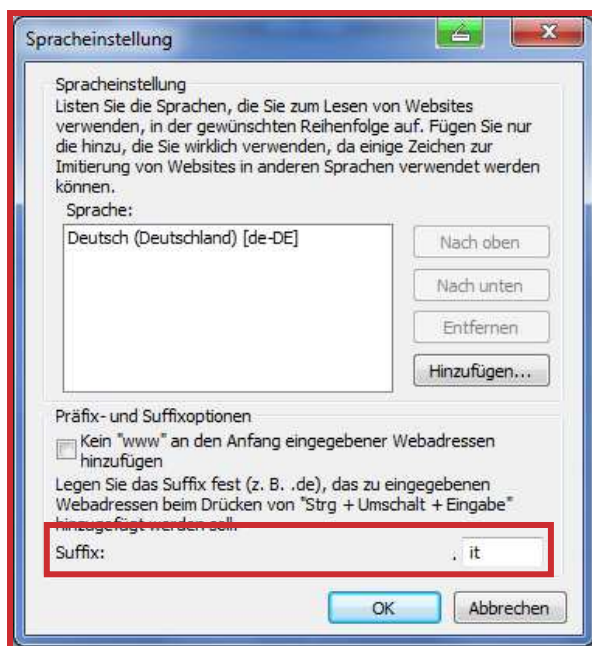 Spracheinstellung
Spracheinstellung
Listen Sie die Sprachen, die Sie zum Lesen von Websites
verwenden, in der gewünschten Reihenfolge auf. Fügen Sie nur
die hinzu, die Sie wirklich verwenden, da einige Zeichen zur
Imitierung von Websites in anderen Sprachen verwendet werden
können.
Sprache:
Deutsch (Deutschland) [de-DE]
Nach oben
Nach unten
Entfernen
Hinzufügen...
Präfix- und Suffixoptionen
Kein "www" an den Anfang eingegebener Webadressen
hinzufügen
Legen Sie das Suffix fest (z. B. .de), das zu eingegebenen
Webadressen beim Drücken von "Strg + Umschalt + Eingabe"
hinzugefügt werden soll.
Suffix: . it
OK Abbrechen